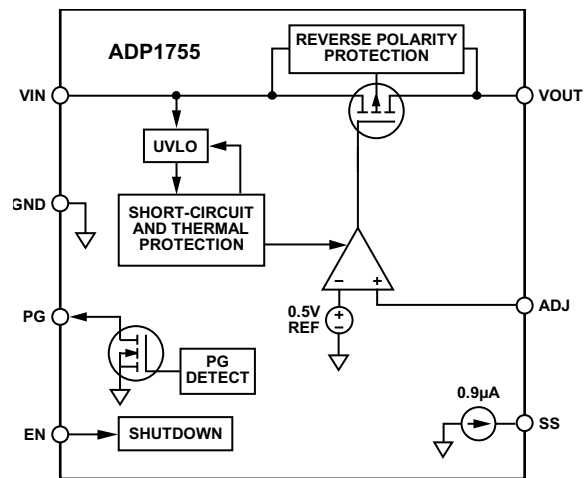 ADP1755
REVERSE POLARITY
PROTECTION
VIN
VOUT
UVLO
GND
SHORT-CIRCUIT
AND THERMAL
PROTECTION
– +
0.5V
REF
+
–
ADJ
PG
PG
DETECT
0.9µA
EN
SHUTDOWN
SS